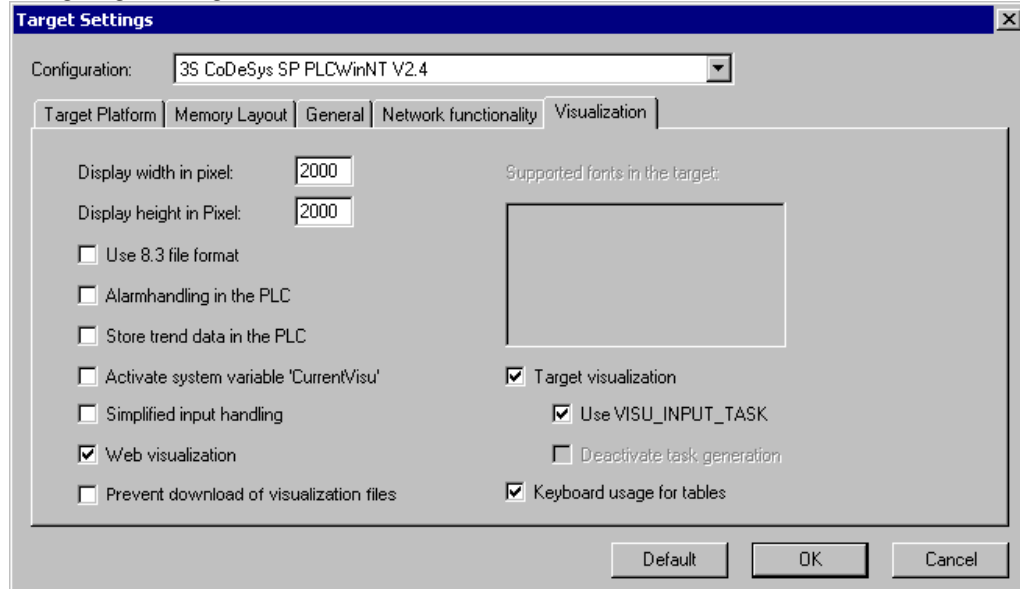 Target Settings
Configuration: 3S CoDeSys SP PLCWinNT V2.4
Target Platform Memory Layout General Network functionality Visualization
Display width in pixel: 2000
Display height in Pixel: 2000
Use 8.3 file format
Alarmhandling in the PLC
Store trend data in the PLC
Activate system variable 'CurrentVisu'
Simplified input handling
Web visualization
Prevent download of visualization files
Supported fonts in the target:
Target visualization
Use VISU_INPUT_TASK
Deactivate task generation
Keyboard usage for tables
Default OK Cancel